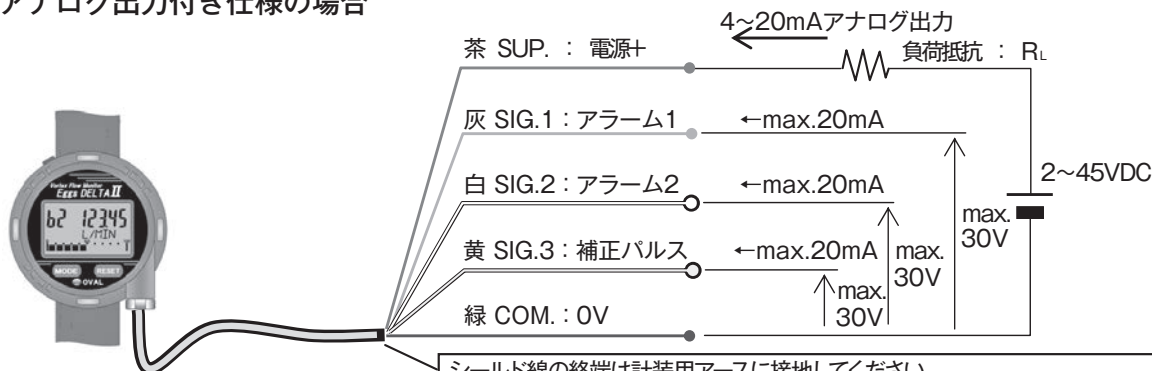 アナログ出力付き仕様の場合
4～20mAアナログ出力
茶 SUP. ： 電源+
負荷抵抗 ： RL
灰 SIG.1：アラーム1
←max.20mA
白 SIG.2：アラーム2
←max.20mA
2～45VDC
max.
30V
黄 SIG.3：補正パルス
←max.20mA
max.
30V
max.
30V
緑 COM.：0V
シールド線の終端は計装用アースに接地してください
Vortex Flow Monitor
Eggs DELTA II
b2 123.45
L/MIN
MODE
RESET
OVAL